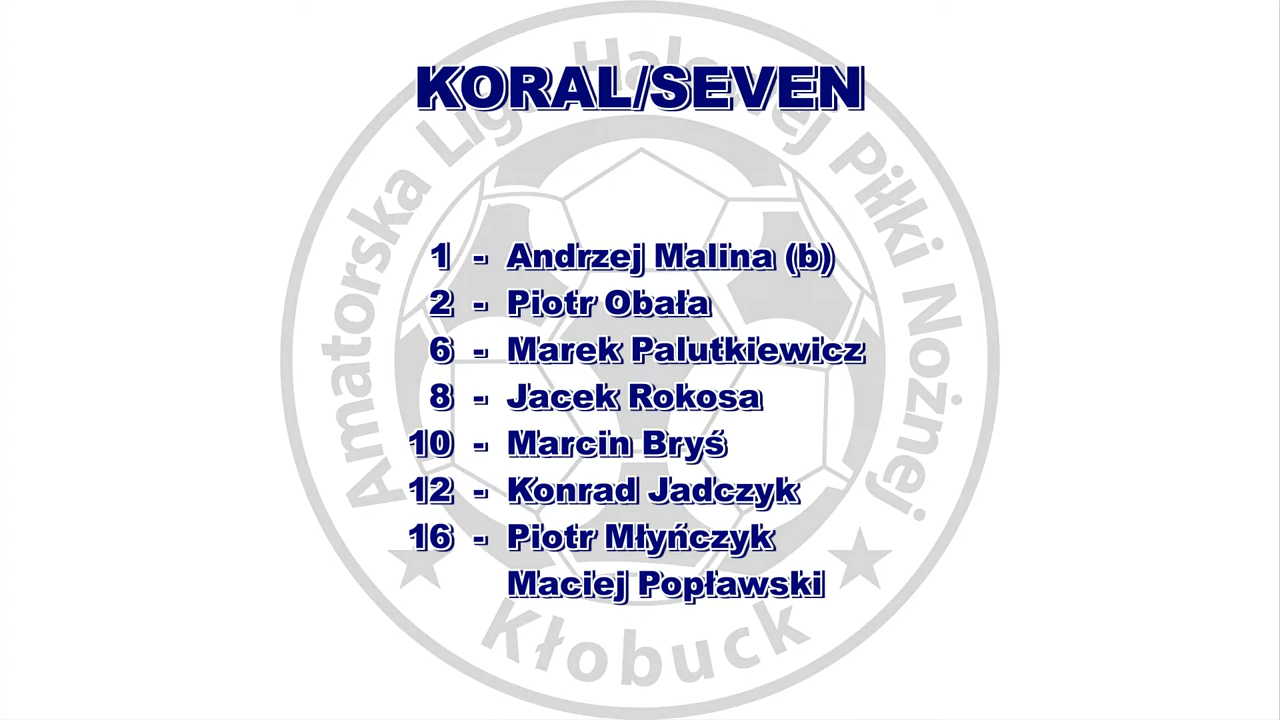 KORAL/SEVEN
1 - Andrzej Malina (b)
2 - Piotr Obała
6 - Marek Palutkiewicz
8 - Jacek Rokosa
10 - Marcin Bryś
12 - Konrad Jadczyk
16 - Piotr Młyńczyk
Maciej Popławski
Amatorska Liga Halowej Piłki Nożnej
Kłobuck